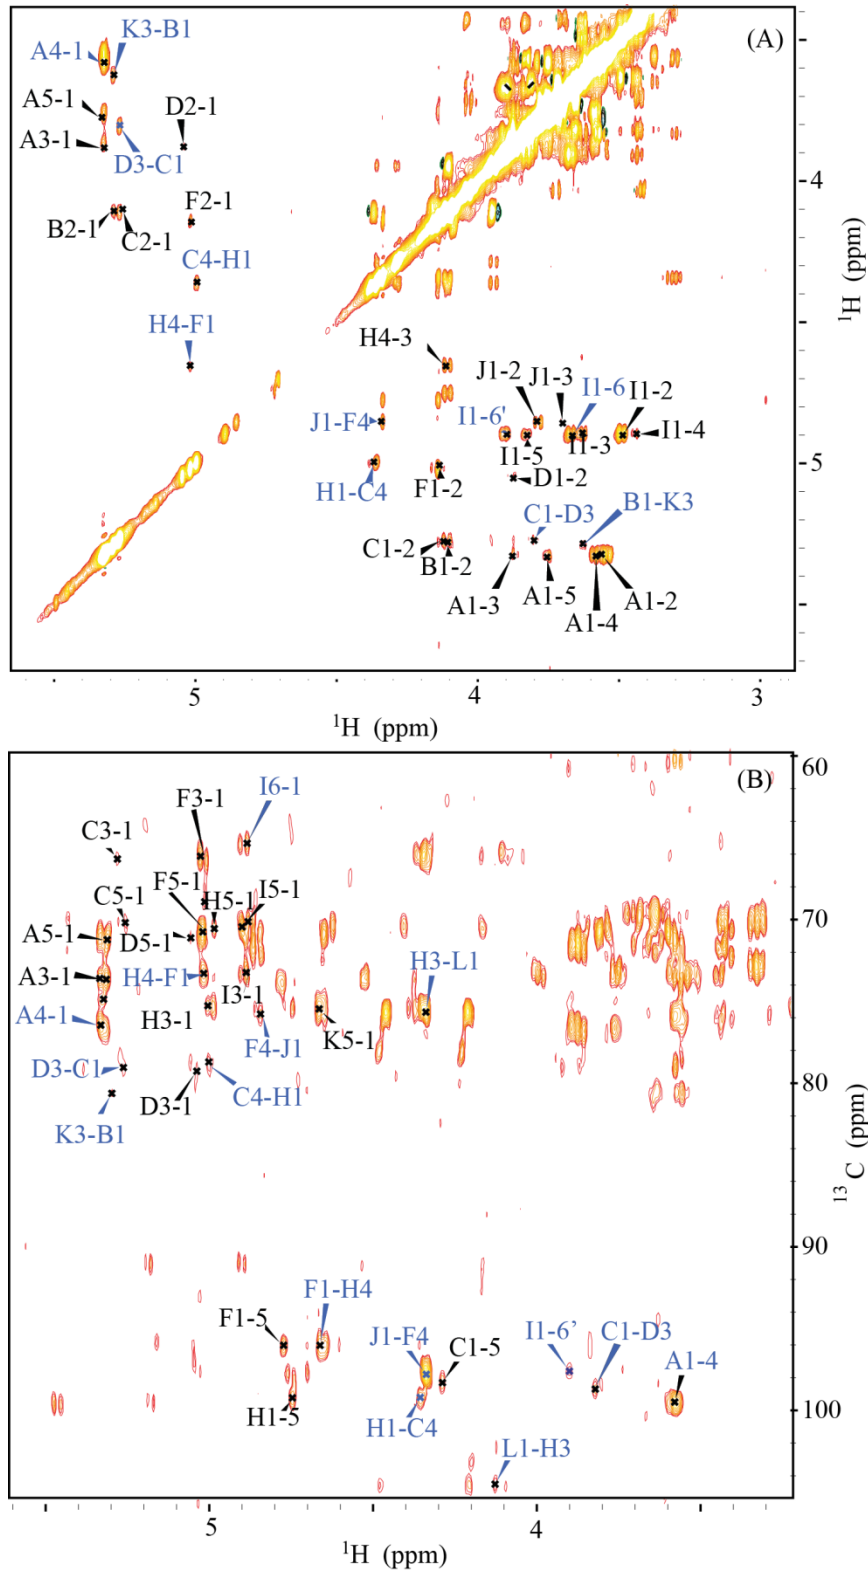 (A)
K3-B1
A4-1
A5-1
D2-1
A3-1
D3-C1
F2-1
B2-1
C2-1
C4-H1
H4-F1
H4-3
J1-2
J1-3
I1-6
I1-2
I1-6'
J1-F4
I1-5
I1-3
I1-4
H1-C4
F1-2
D1-2
C1-D3
B1-K3
C1-2
B1-2
A1-3
A1-5
A1-4
A1-2
4
5
¹H (ppm)
5
4
3
¹H (ppm)
(B)
F3-1
I6-1
C3-1
C5-1
F5-1
H5-1
I5-1
A5-1
D5-1
A3-1
H4-F1
I3-1
H3-L1
A4-1
H3-1
F4-J1
K5-1
D3-C1
D3-1
C4-H1
K3-B1
F1-H4
F1-5
J1-F4
C1-5
I1-6’
C1-D3
A1-4
H1-5
H1-C4
L1-H3
60
70
80
90
100
¹³C (ppm)
5
4
¹H (ppm)